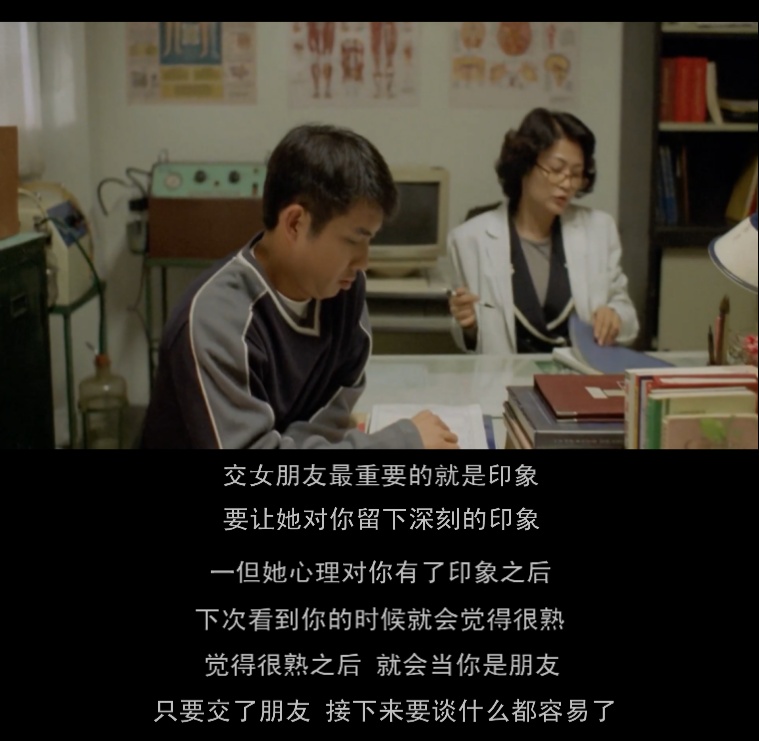 交女朋友最重要的就是印象
要让她对你留下深刻的印象
一但她心理对你有了印象之后
下次看到你的时候就会觉得很熟
觉得很熟之后 就会当你是朋友
只要交了朋友 接下来要谈什么都容易了